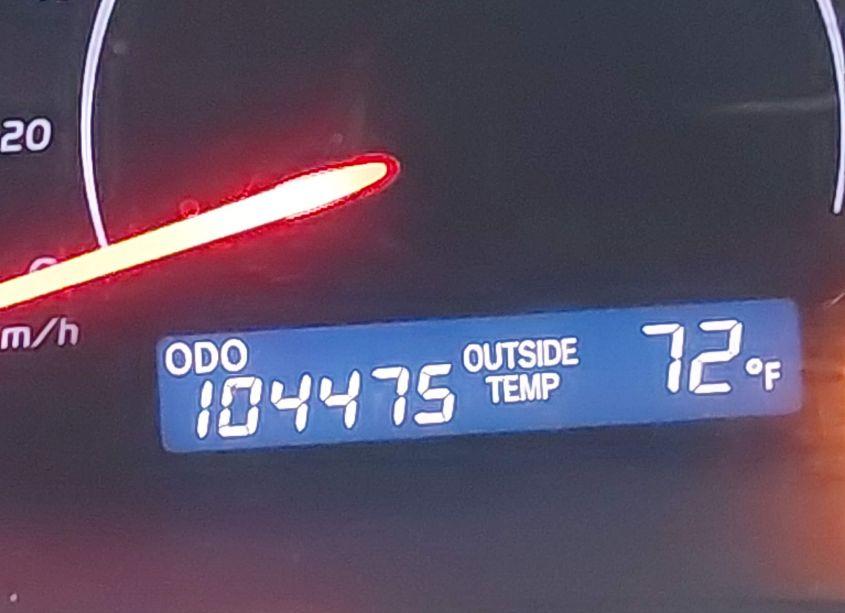 20
m/h
ODO
104475
OUTSIDE
TEMP
72°F